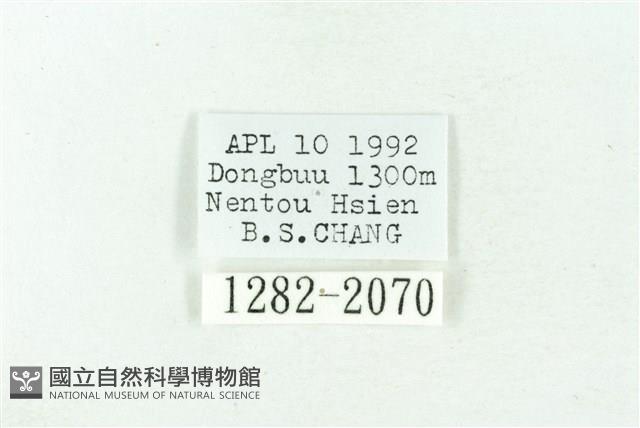 APL 10 1992
Dongbuu 1300m
Nentou Hsien
B.S.CHANG
1282-2070
國立自然科學博物館
NATIONAL MUSEUM OF NATURAL SCIENCE